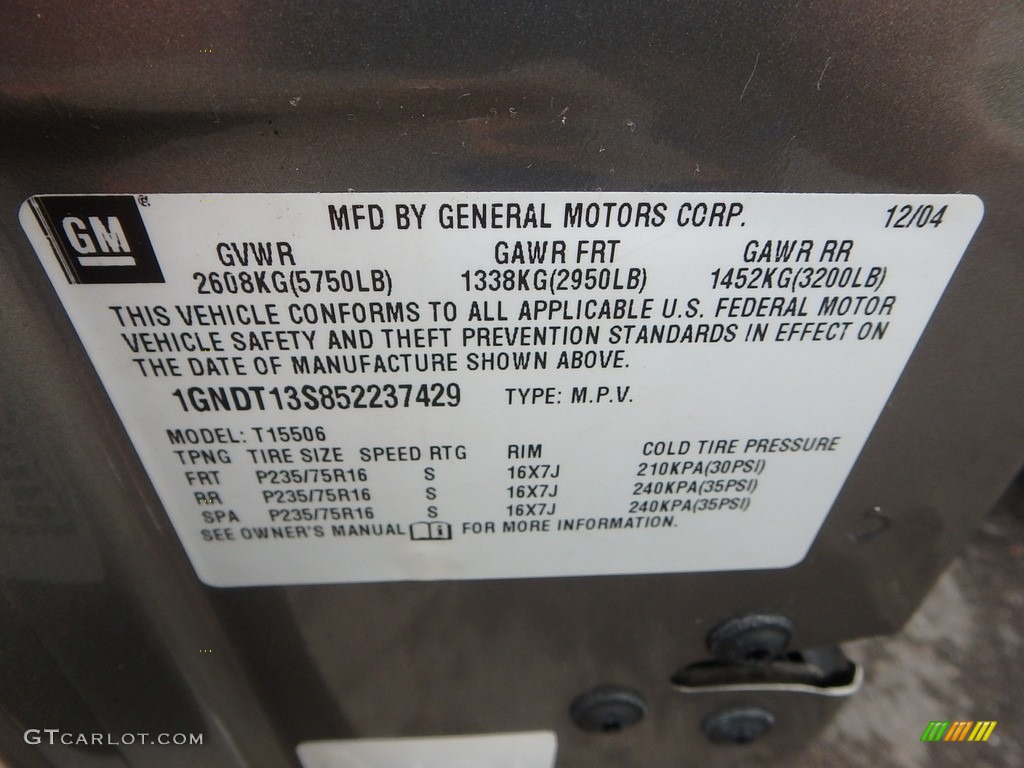 GM MFD BY GENERAL MOTORS CORP. 12/04
GVWR GAWR FRT GAWR RR
2608KG(5750LB) 1338KG(2950LB) 1452KG(3200LB)
THIS VEHICLE CONFORMS TO ALL APPLICABLE U.S. FEDERAL MOTOR
VEHICLE SAFETY AND THEFT PREVENTION STANDARDS IN EFFECT ON
THE DATE OF MANUFACTURE SHOWN ABOVE.
1GNDT13S852237429 TYPE: M.P.V.
MODEL: T15506
TPNG TIRE SIZE SPEED RTG RIM COLD TIRE PRESSURE
FRT P235/75R16 S 16X7J 210KPA(30PSI)
RR P235/75R16 S 16X7J 240KPA(35PSI)
SPA P235/75R16 S 16X7J 240KPA(35PSI)
SEE OWNER'S MANUAL FOR MORE INFORMATION.
GTCARLOT.COM